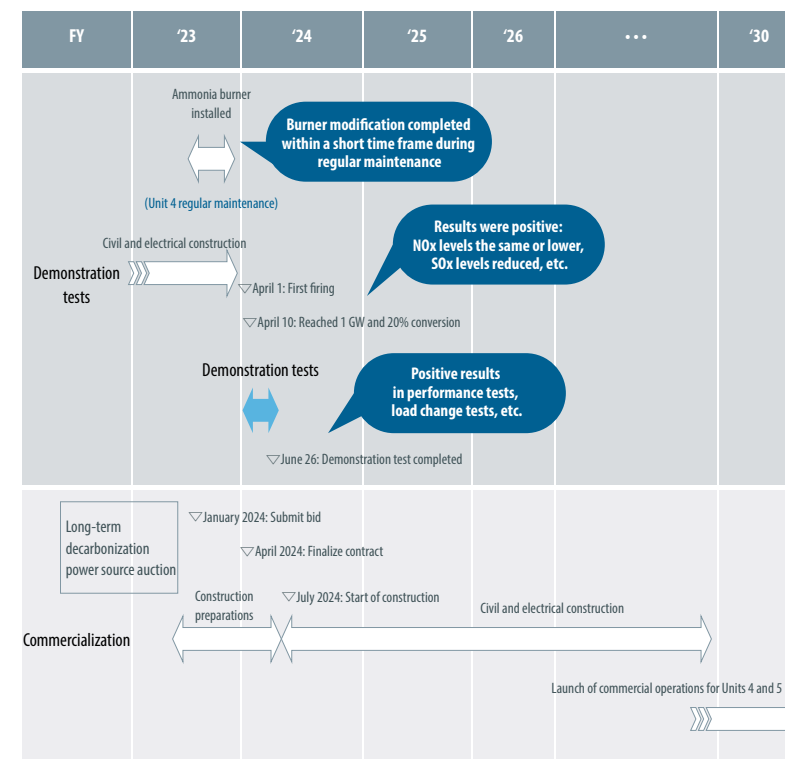 FY
‘23
‘24
‘25
‘26
•••
‘30
Ammonia burner
installed
Burner modification completed
within a short time frame during
regular maintenance
(Unit 4 regular maintenance)
Results were positive:
NOx levels the same or lower,
SOx levels reduced, etc.
Civil and electrical construction
Demonstration
tests
▽April 1: First firing
▽April 10: Reached 1 GW and 20% conversion
Demonstration tests
Positive results
in performance tests,
load change tests, etc.
▽June 26: Demonstration test completed
Long-term
decarbonization
power source auction
▽January 2024: Submit bid
▽April 2024: Finalize contract
Construction
preparations
▽July 2024: Start of construction
Civil and electrical construction
Commercialization
Launch of commercial operations for Units 4 and 5